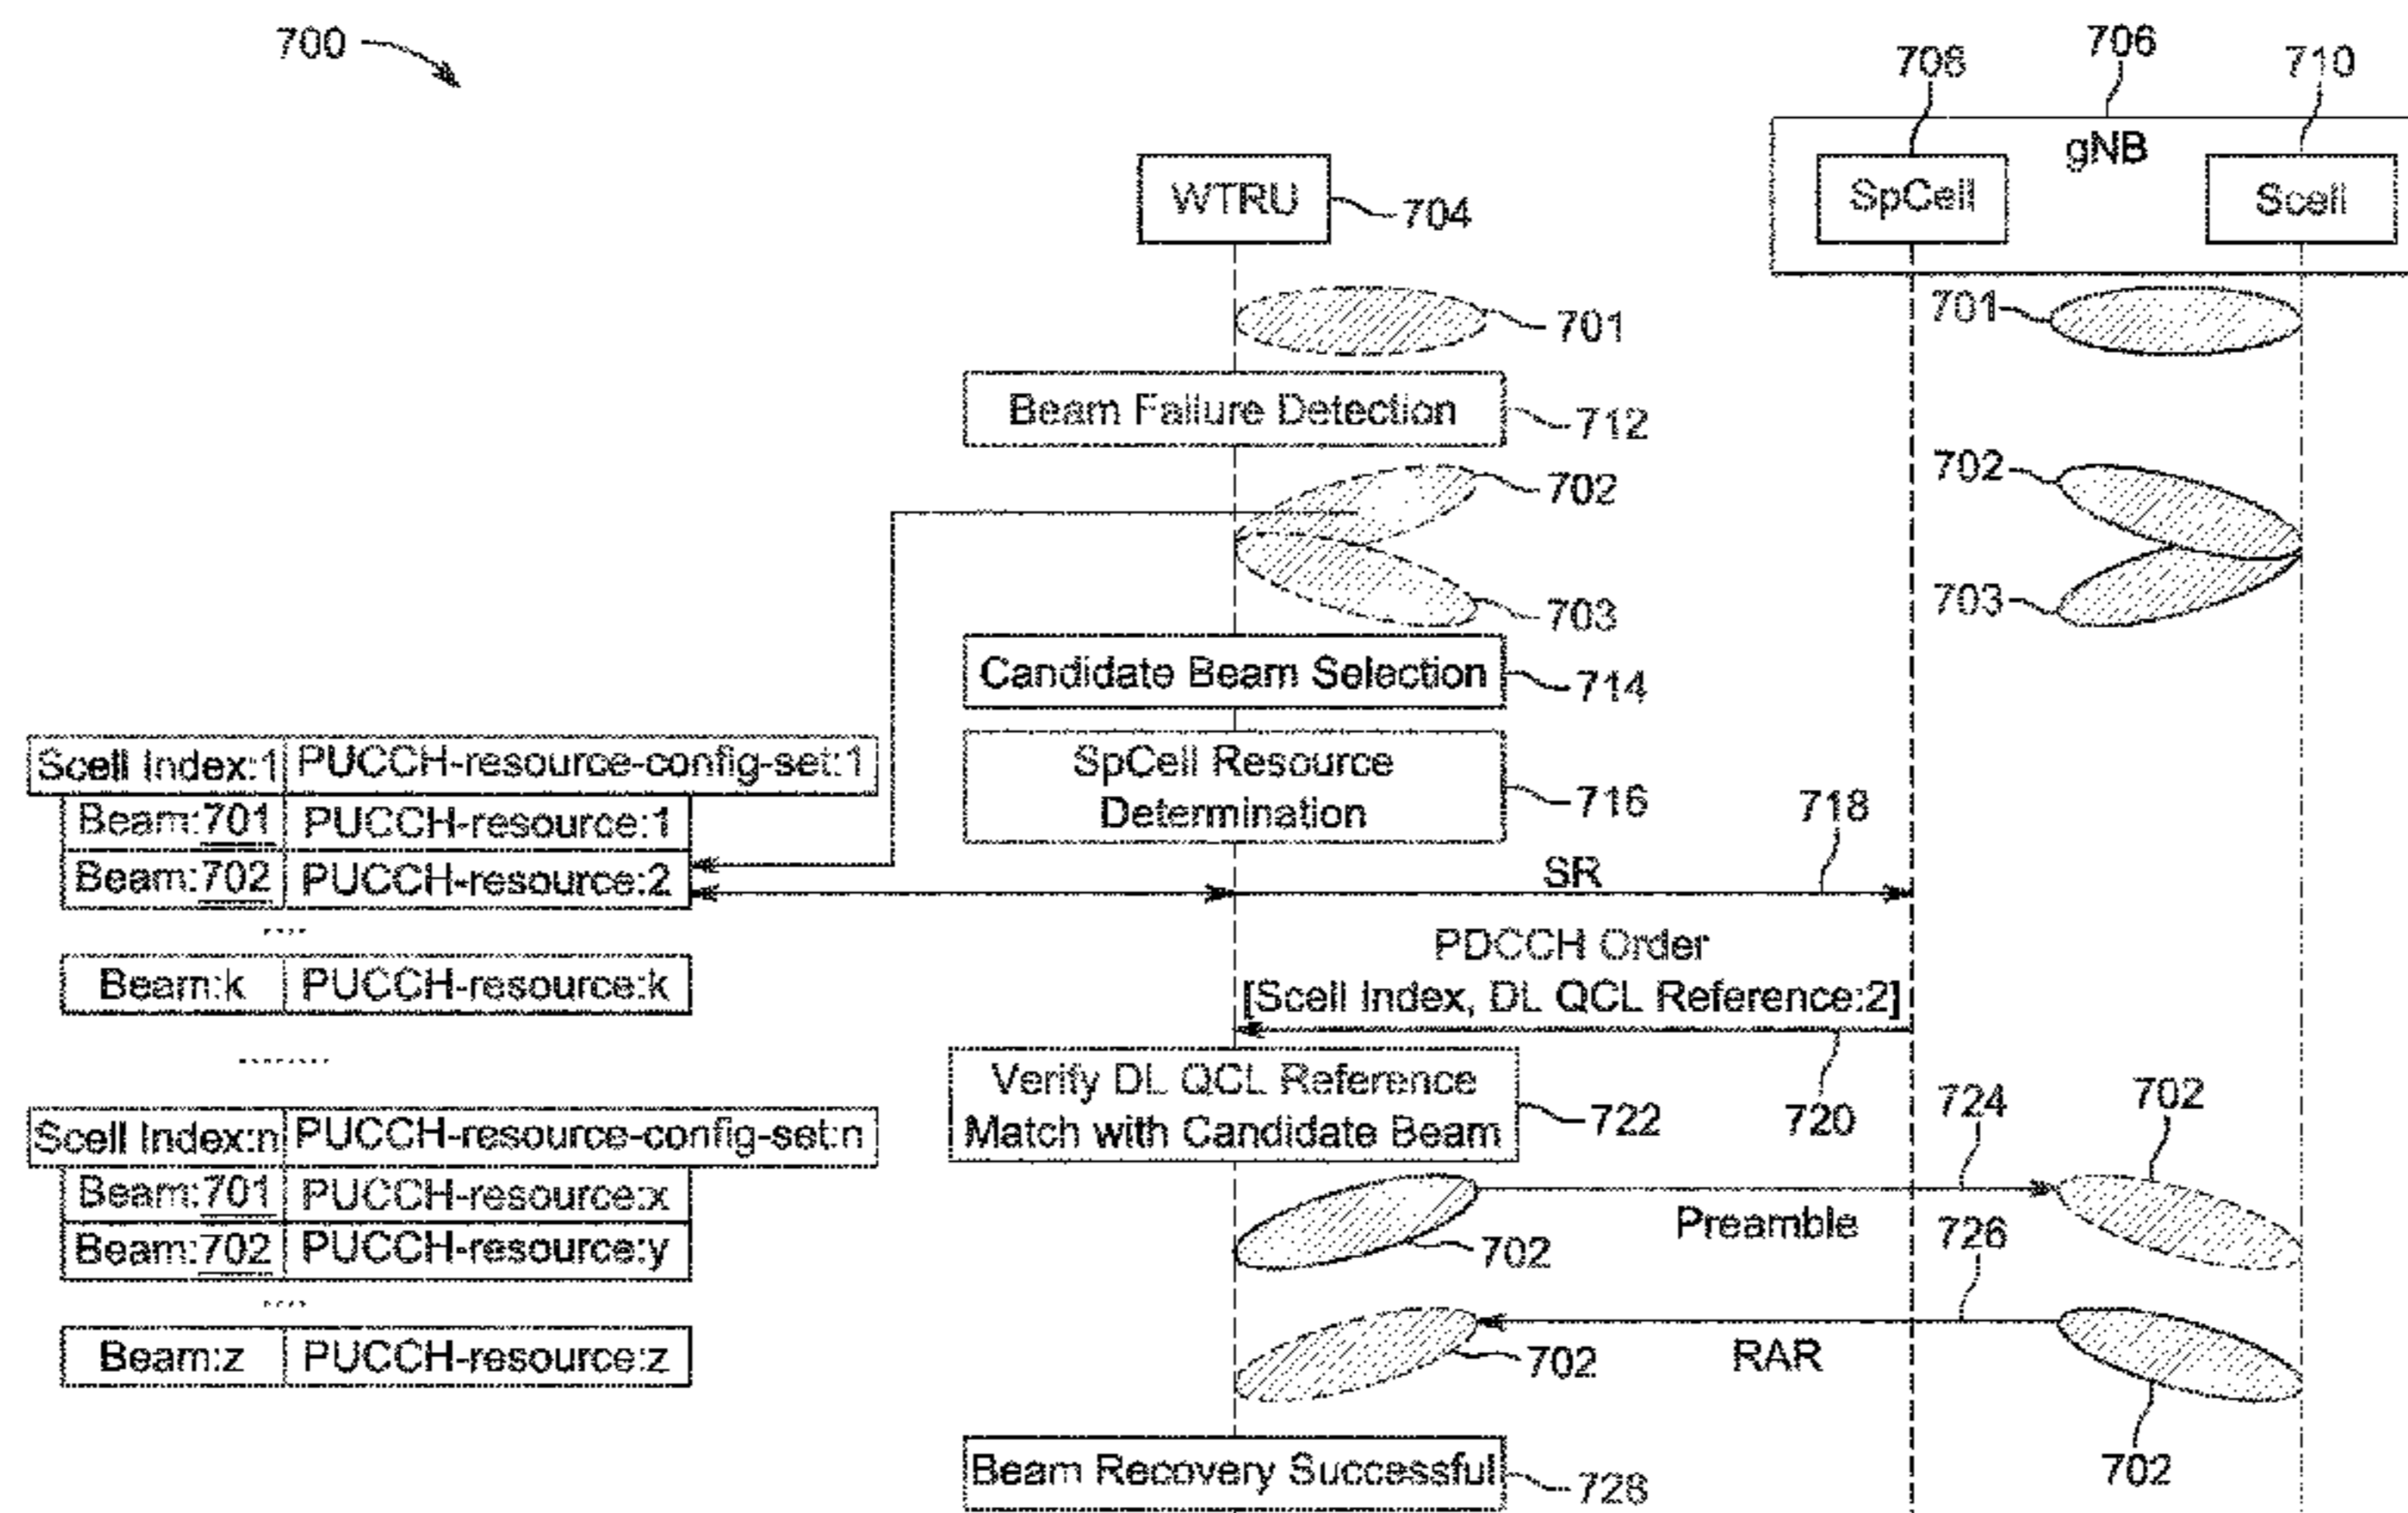 700
706
708
710
gNB
WTRU
704
SpCell
Scell
701
701
Beam Failure Detection
712
702
702
703
703
Candidate Beam Selection
714
SpCell Resource
Determination
716
718
Scell Index:1 PUCCH-resource-config-set:1
Beam:701 PUCCH-resource:1
Beam:702 PUCCH-resource:2
....
Beam:k PUCCH-resource:k
........
Scell Index:n PUCCH-resource-config-set:n
Beam:701 PUCCH-resource:x
Beam:702 PUCCH-resource:y
....
Beam:z PUCCH-resource:z
SR
PDCCH Order
[Scell Index, DL QCL Reference:2]
Verify DL QCL Reference
Match with Candidate Beam
722
720
724
702
Preamble
702
726
RAR
702
702
Beam Recovery Successful
728